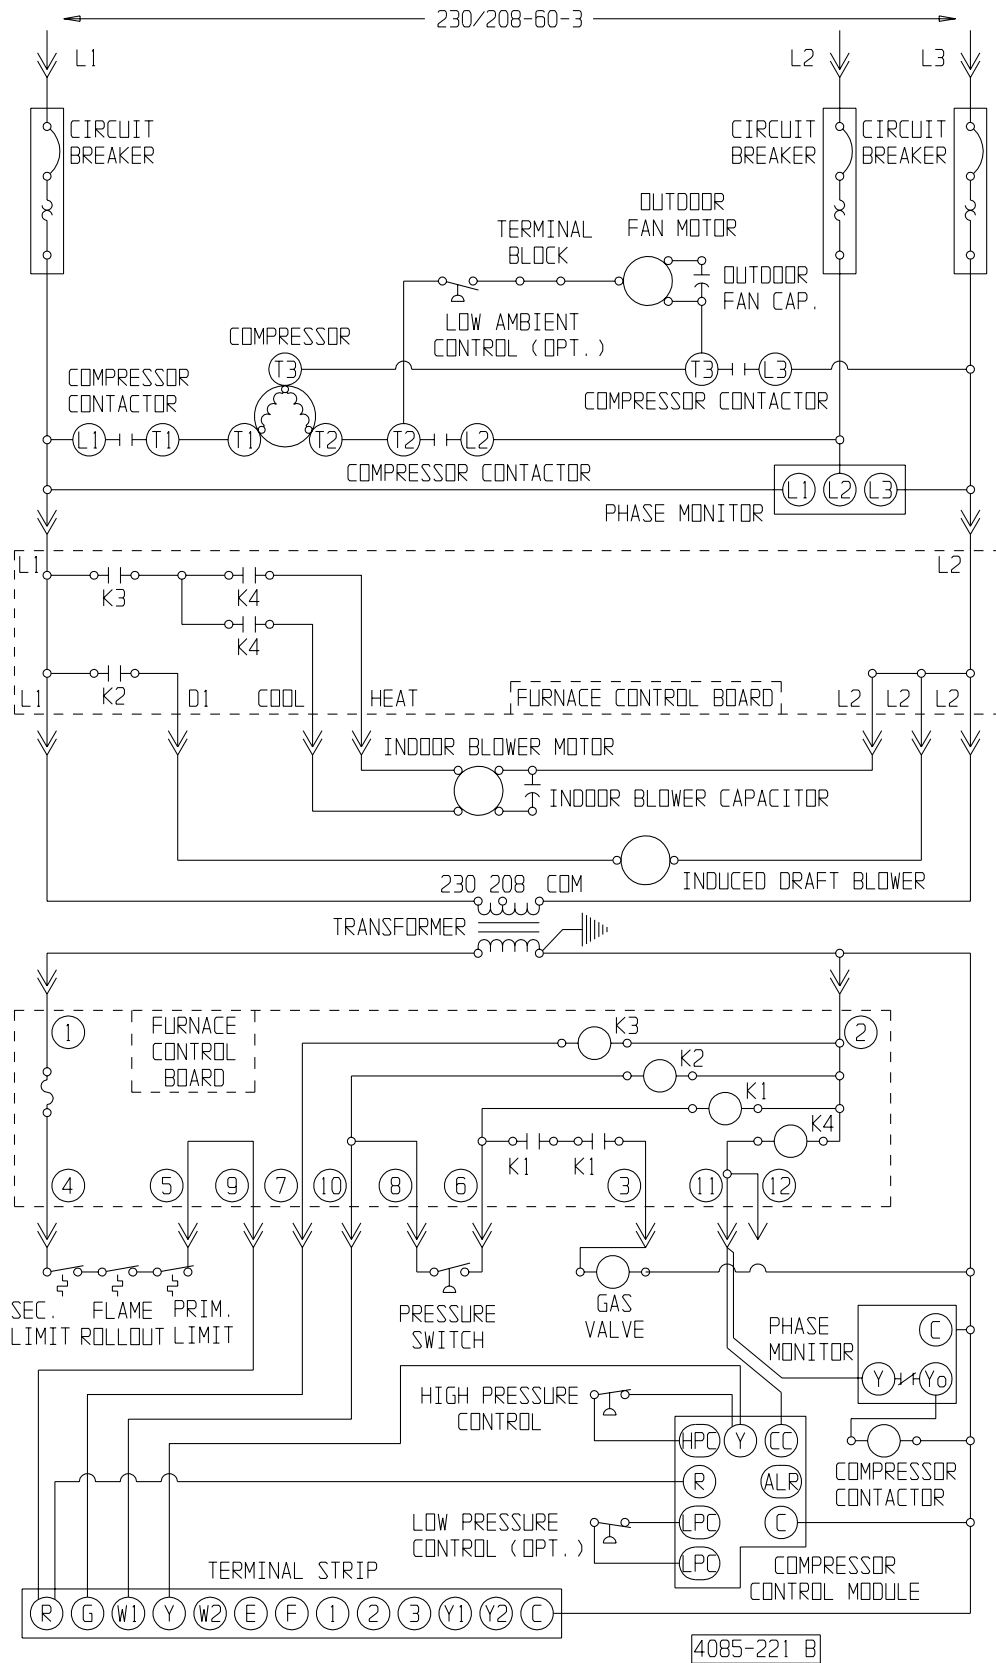 230/208-60-3
L1
L2
L3
CIRCUIT
BREAKER
CIRCUIT
BREAKER
CIRCUIT
BREAKER
OUTDOOR
FAN MOTOR
TERMINAL
BLOCK
OUTDOOR
FAN CAP.
LOW AMBIENT
CONTROL (OPT.)
COMPRESSOR
T3
T3
L3
COMPRESSOR
CONTACTOR
COMPRESSOR CONTACTOR
L1
T1
T1
T2
T2
L2
COMPRESSOR CONTACTOR
L1
L2
L3
PHASE MONITOR
L1
L2
K3
K4
K4
K2
L1
D1
COOL
HEAT
FURNACE CONTROL BOARD
L2
L2
L2
INDOOR BLOWER MOTOR
INDOOR BLOWER CAPACITOR
INDUCED DRAFT BLOWER
230 208 COM
TRANSFORMER
1
FURNACE
CONTROL
BOARD
K3
2
K2
K1
K4
K1
K1
4
5
9
7
10
8
6
3
11
12
SEC.
LIMIT
FLAME
ROLLOUT
PRIM.
LIMIT
PRESSURE
SWITCH
GAS
VALVE
PHASE
MONITOR
C
Y
Yo
HIGH PRESSURE
CONTROL
HPC
Y
CC
COMPRESSOR
CONTACTOR
R
ALR
LOW PRESSURE
CONTROL (OPT.)
LPC
C
LPC
COMPRESSOR
CONTROL MODULE
TERMINAL STRIP
R
G
W1
Y
W2
E
F
1
2
3
Y1
Y2
C
4085-221 B